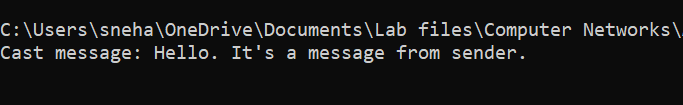 C:\Users\sneha\OneDrive\Documents\Lab files\Computer Networks\
Cast message: Hello. It's a message from sender.